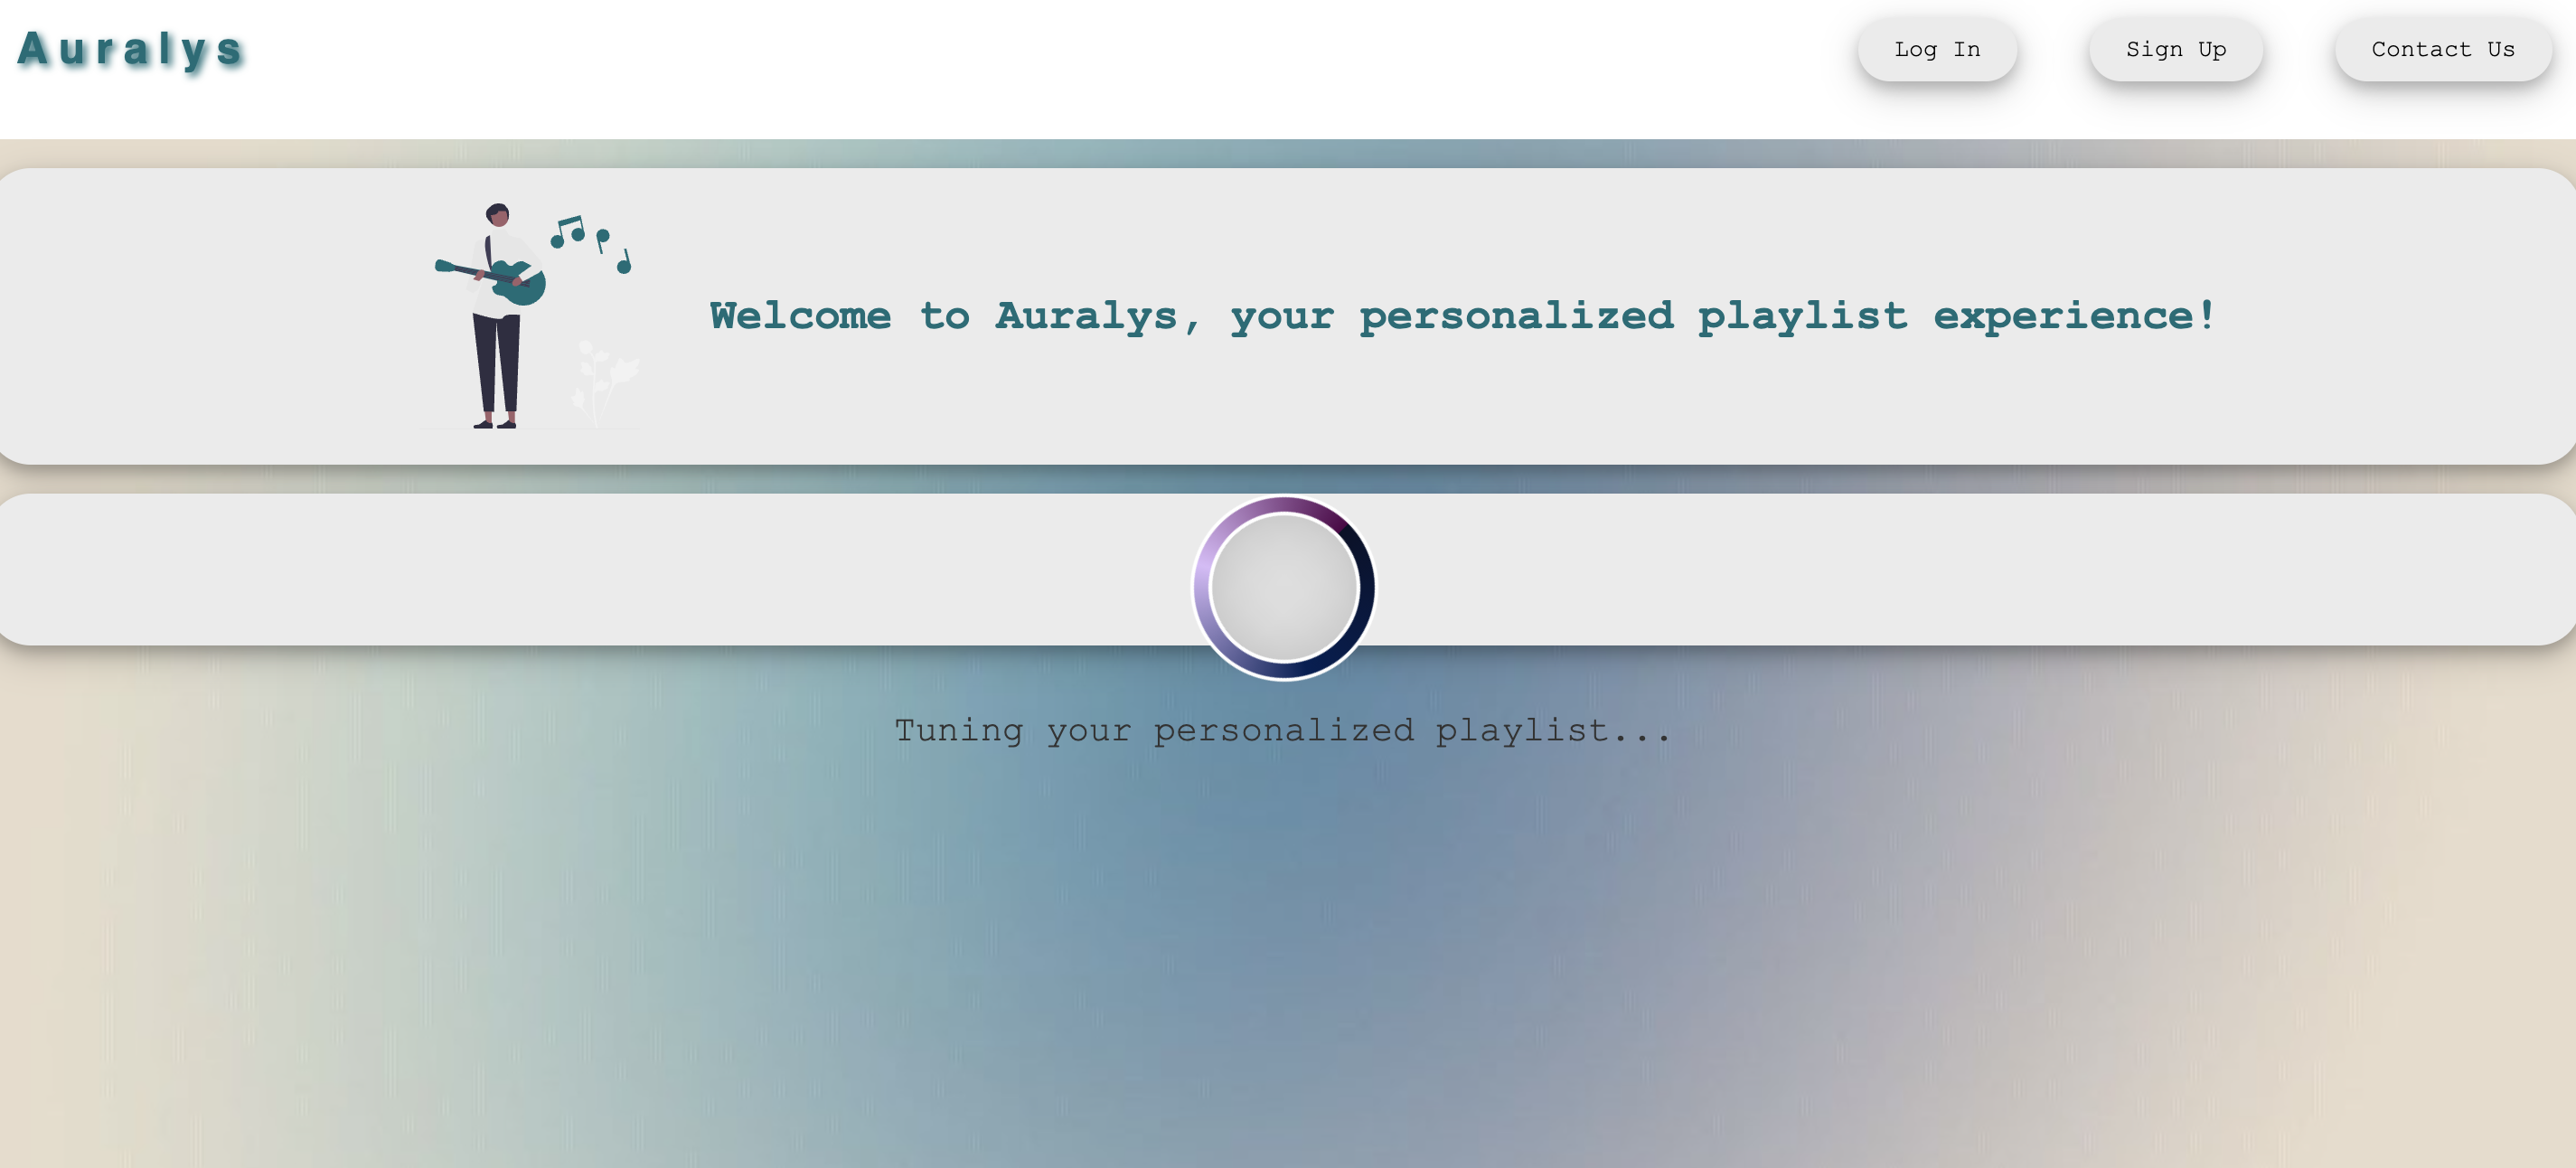 Auralys
Log In
Sign Up
Contact Us
Welcome to Auralys, your personalized playlist experience!
Tuning your personalized playlist...